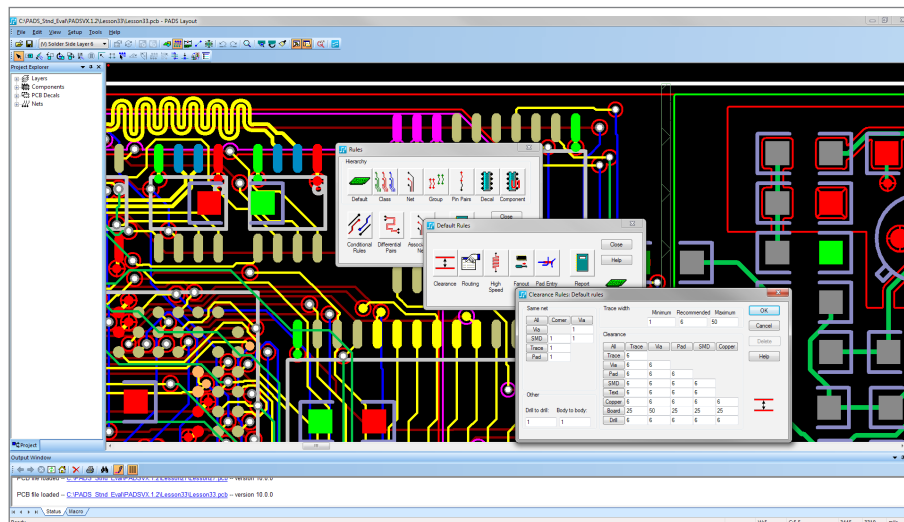 C:\PADS_Stnd_Eval\PADSVX.1.2\Lesson33\Lesson33.pcb - PADS Layout
File Edit View Setup Tools Help
(V) Solder Side Layer 6
Project Explorer
Layers
Components
PCB Decals
Nets
Rules
Hierarchy
Default Class Net Group Pin Pairs Decal Component
Close
Conditional Rules Differential Pairs
Default Rules
Close
Help
Clearance Routing High Speed Fanout Pad Entry Report
Clearance Rules: Default rules
Same net
All Corner Via
Via 1
SMD 1 1
Trace 1
Pad 1
Other
Drill to drill: Body to body:
1 1
Trace width
Minimum Recommended Maximum
1 6 50
Clearance
All Trace Via Pad SMD Copper
Trace 6
Via 6 6
Pad 6 6 6
SMD 6 6 6 6
Text 6 6 6 6
Copper 6 6 6 6 6
Board 25 50 25 25 25
Drill 6 6 6 6 6
OK
Cancel
Delete
Help
Project
Output Window
PCB file loaded -- C:\PADS_Stnd_Eval\PADSVX.1.2\Lesson33\Lesson33.pcb -- version 10.0.0
Status Macro